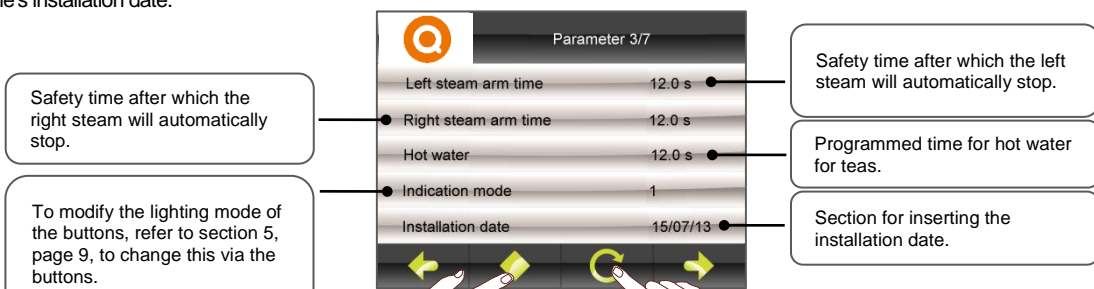 Parameter 3/7
Left steam arm time 12.0 s
Right steam arm time 12.0 s
Hot water 12.0 s
Indication mode 1
Installation date 15/07/13
Safety time after which the
right steam will automatically
stop.
To modify the lighting mode of
the buttons, refer to section 5,
page 9, to change this via the
buttons.
Safety time after which the left
steam will automatically stop.
Programmed time for hot water
for teas.
Section for inserting the
installation date.